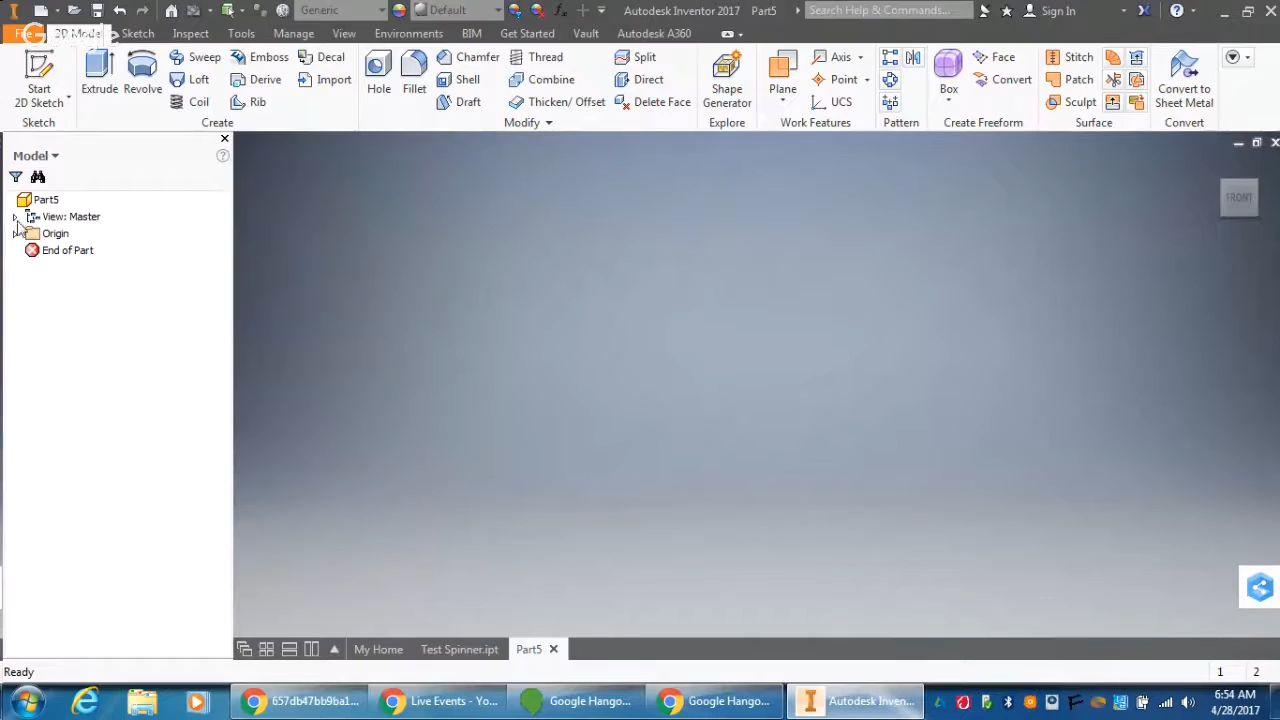 Generic Default Autodesk Inventor 2017 Part5 Search Help & Commands... Sign In
File 3D Model Sketch Inspect Tools Manage View Environments BIM Get Started Vault Autodesk A360
Start 2D Sketch Extrude Revolve Sweep Emboss Decal Hole Fillet Chamfer Thread Split Shape Generator Plane Axis Box Face Stitch Convert to Sheet Metal
Loft Derive Import Shell Combine Direct Point Convert Patch
Coil Rib Draft Thicken/ Offset Delete Face UCS Sculpt
Sketch Create Modify Explore Work Features Pattern Create Freeform Surface Convert
Model
Part5
View: Master
Origin
End of Part
FRONT
My Home Test Spinner.ipt Part5
Ready 1 2
657db47bb9ba1... Live Events - Yo... Google Hango... Google Hango... Autodesk Inven... 6:54 AM
4/28/2017